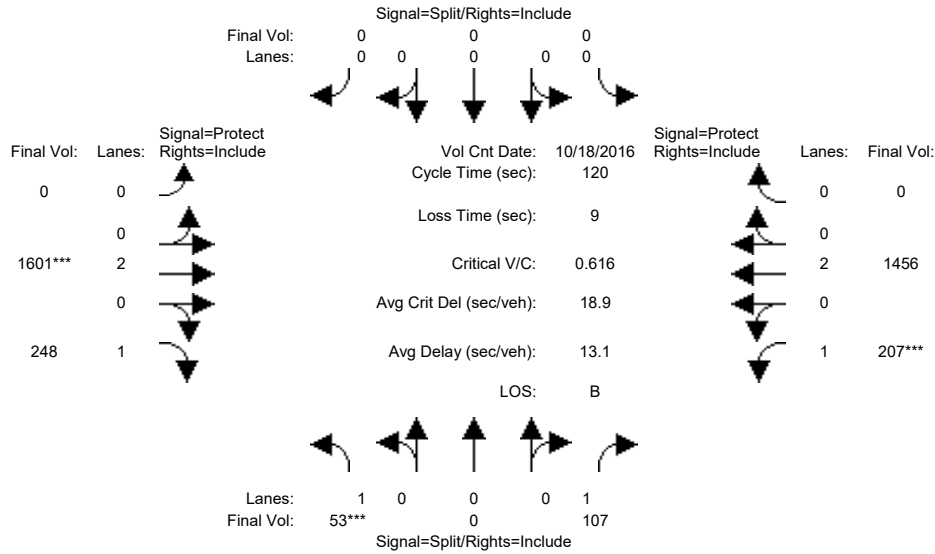 Signal=Split/Rights=Include
Final Vol: 0 0 0
Lanes: 0 0 0 0 0
Signal=Protect Signal=Protect
Final Vol: Lanes: Rights=Include Vol Cnt Date: 10/18/2016 Rights=Include Lanes: Final Vol:
Cycle Time (sec): 120
0 0 0 0
Loss Time (sec): 9
0 0
1601*** 2 Critical V/C: 0.616 2 1456
0 Avg Crit Del (sec/veh): 18.9 0
248 1 Avg Delay (sec/veh): 13.1 1 207***
LOS: B
Lanes: 1 0 0 0 1
Final Vol: 53*** 0 107
Signal=Split/Rights=Include